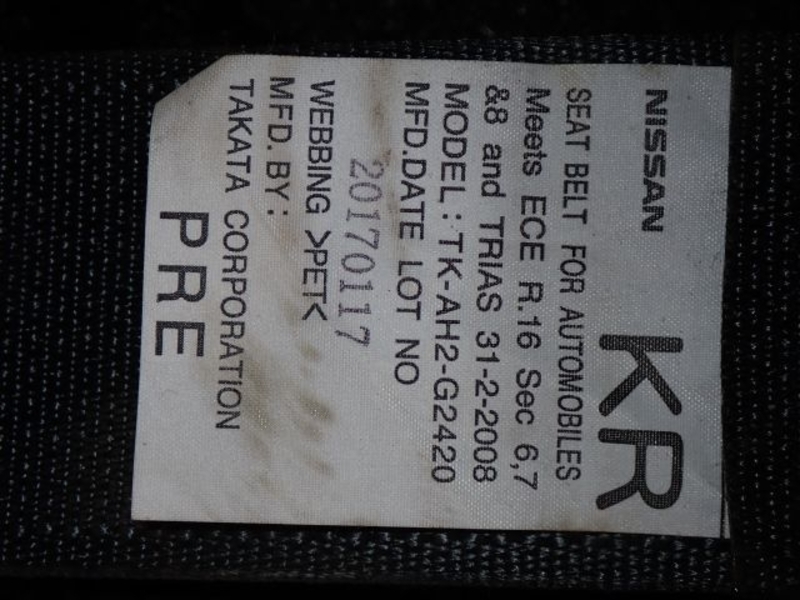 NISSAN KR
SEAT BELT FOR AUTOMOBILES
Meets ECE R.16 Sec 6,7
&8 and TRIAS 31-2-2008
MODEL:TK-AH2-G2420
MFD.DATE LOT NO
20170117
WEBBING >PET<
MFD.BY:
TAKATA CORPORATION
PRE